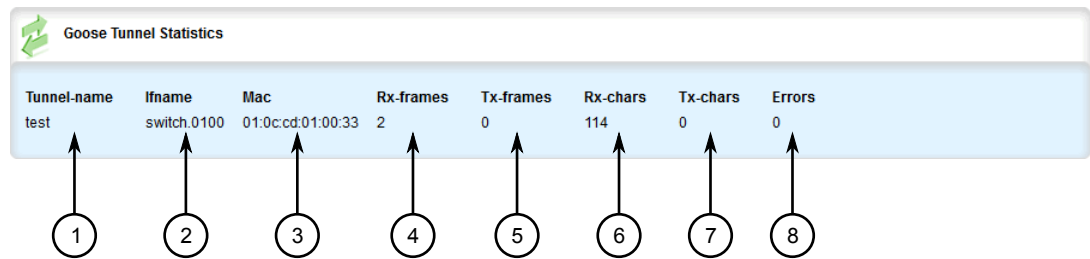 Goose Tunnel Statistics
Tunnel-name Ifname Mac Rx-frames Tx-frames Rx-chars Tx-chars Errors
test switch.0100 01:0c:cd:01:00:33 2 0 114 0 0
1 2 3 4 5 6 7 8